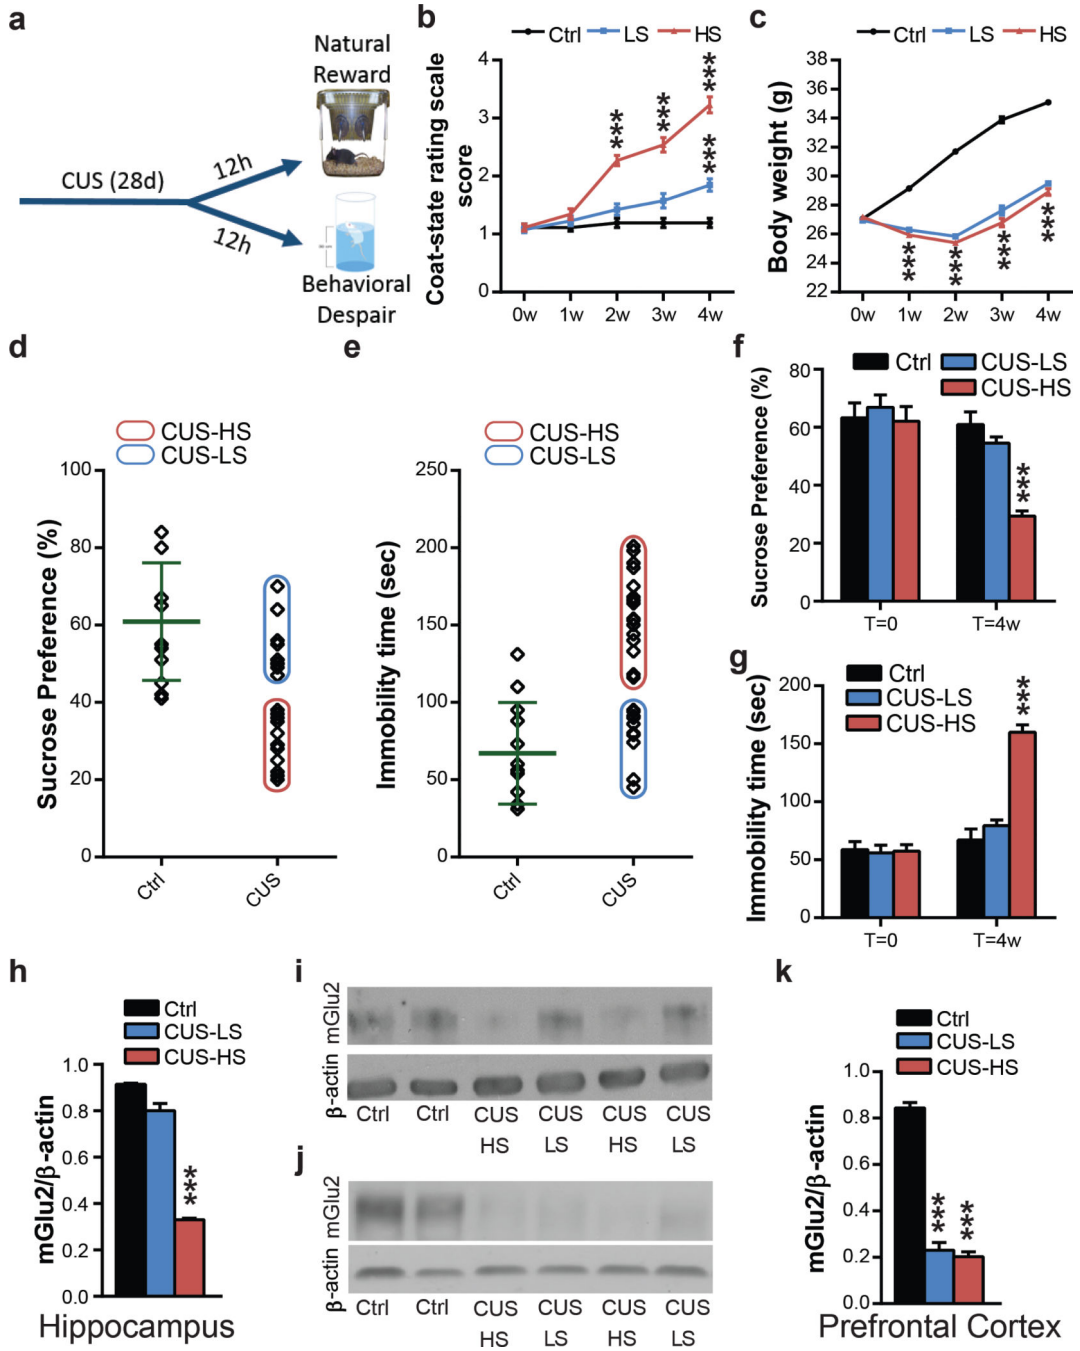 a
CUS (28d)
12h
12h
Natural
Reward
Behavioral
Despair
b
Ctrl LS HS
Coat-state rating scale
score
4
3
2
1
0
0w 1w 2w 3w 4w
***
***
***
***
c
Ctrl LS HS
Body weight (g)
38
36
34
32
30
28
26
24
22
0w 1w 2w 3w 4w
***
***
***
***
d
CUS-HS
CUS-LS
Sucrose Preference (%)
100
80
60
40
20
0
Ctrl CUS
e
CUS-HS
CUS-LS
Immobility time (sec)
250
200
150
100
50
0
Ctrl CUS
f
Ctrl CUS-LS
CUS-HS
Sucrose Preference (%)
80
60
40
20
0
***
T=0 T=4w
g
Ctrl
CUS-LS
CUS-HS
Immobility time (sec)
200
150
100
50
0
***
T=0 T=4w
h
Ctrl
CUS-LS
CUS-HS
mGlu2/β-actin
1.0
0.8
0.6
0.4
0.2
0.0
***
Hippocampus
i
mGlu2
β-actin
Ctrl Ctrl CUS CUS CUS CUS
HS LS HS LS
j
mGlu2
β-actin
Ctrl Ctrl CUS CUS CUS CUS
HS LS HS LS
k
Ctrl
CUS-LS
CUS-HS
mGlu2/β-actin
1.0
0.8
0.6
0.4
0.2
0.0
***
***
Prefrontal Cortex